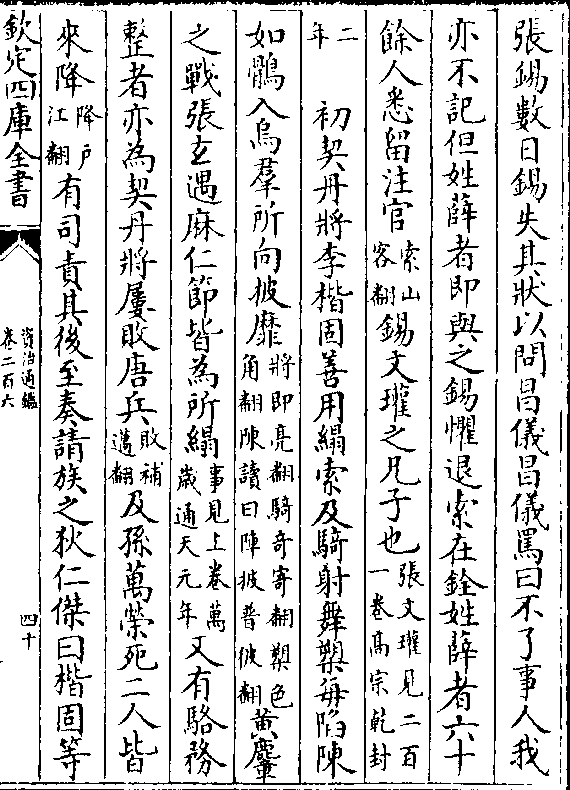 張錫數日錫失其狀以問昌儀昌儀罵曰不了事人我
亦不記但姓薛者即與之錫懼退索在銓姓薛者六十
餘人悉留注官索山客翻錫文瓘之凡子也張文瓘見二百一卷髙宗乾封
二年　初契丹將李楷固善用縜索及騎射舞槊每陷陳
如鶻入烏羣所向披靡將即亮翻騎奇寄翻槊色角翻陳讀曰陣披普彼翻黄麞
之戰張玄遇麻仁節皆為所縜事見上卷萬歲通天元年又有駱務
整者亦為契丹將屢敗唐兵敗補邁翻及孫萬榮死二人皆
來降降户江翻有司責其後至奏請族之狄仁傑曰楷固等
欽定四庫全書
資治通鑑
卷二百六
四十